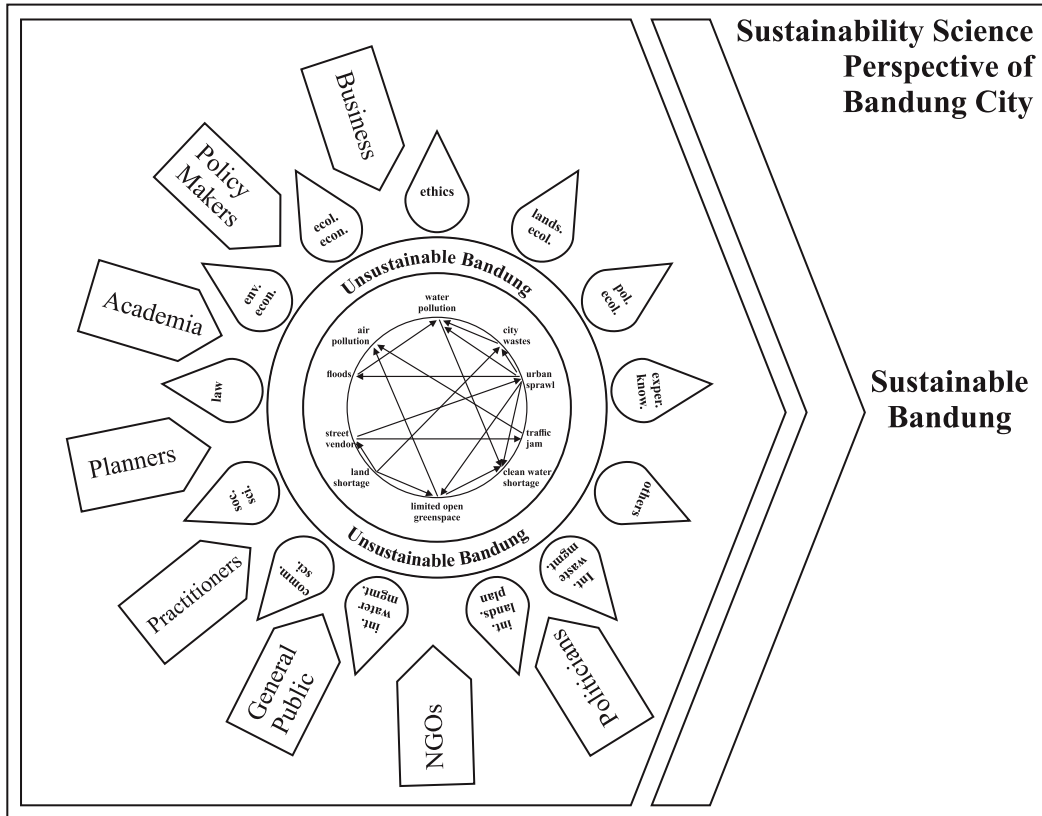 Sustainability Science
Perspective of
Bandung City
Business
Policy
Makers
Academia
Planners
Practitioners
General
Public
NGOs
Politicians
ethics
lands.
ecol.
pol.
ecol.
exper.
know.
others
Int.
waste
mgmt.
int.
lands.
plan
int.
water
mgmt.
comm.
sci.
soc.
sci.
law
env.
econ.
ecol.
econ.
Unsustainable Bandung
water
pollution
city
wastes
urban
sprawl
traffic
jam
clean water
shortage
limited open
greenspace
land
shortage
street
vendor
floods
air
pollution
Unsustainable Bandung
Sustainable
Bandung